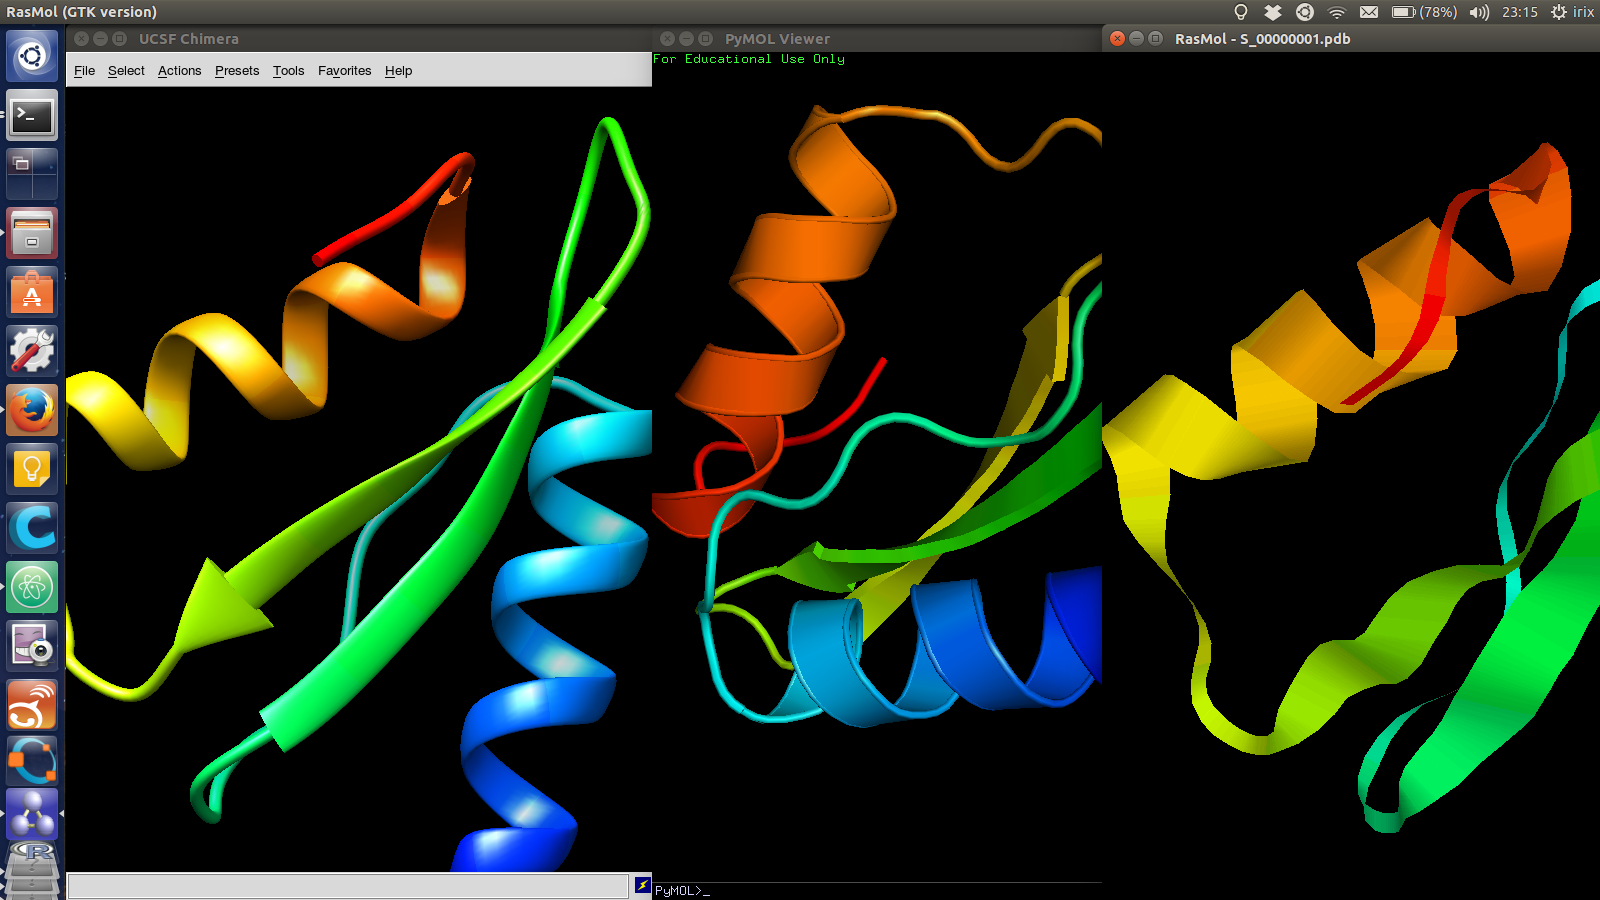 RasMol (GTK version)
(78%) 23:15 irix
UCSF Chimera
PyMOL Viewer
RasMol - S_00000001.pdb
File Select Actions Presets Tools Favorites Help
For Educational Use Only
PyMOL>_